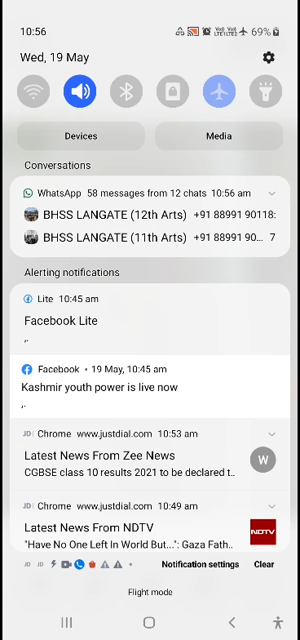 10:56
69%
Wed, 19 May
Devices
Media
Conversations
WhatsApp 58 messages from 12 chats 10:56 am
BHSS LANGATE (12th Arts) +91 88991 90118:
BHSS LANGATE (11th Arts) +91 88991 90... 7
Alerting notifications
Lite 10:45 am
Facebook Lite
Facebook • 19 May, 10:45 am
Kashmir youth power is live now
JD Chrome www.justdial.com 10:53 am
Latest News From Zee News
W
CGBSE class 10 results 2021 to be declared t..
JD Chrome www.justdial.com 10:49 am
Latest News From NDTV
NDTV
"Have No One Left In World But...": Gaza Fath..
JD JD
Notification settings
Clear
Flight mode